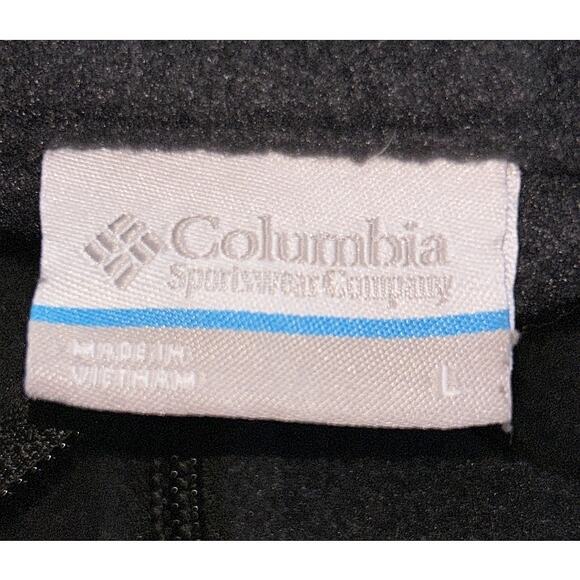 Columbia
Sportswear Company
MADE IN
VIETNAM
L